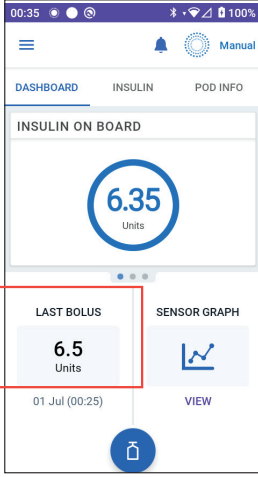 00:35 100%
Manual
DASHBOARD INSULIN POD INFO
INSULIN ON BOARD
6.35
Units
LAST BOLUS SENSOR GRAPH
6.5
Units
01 Jul (00:25) VIEW